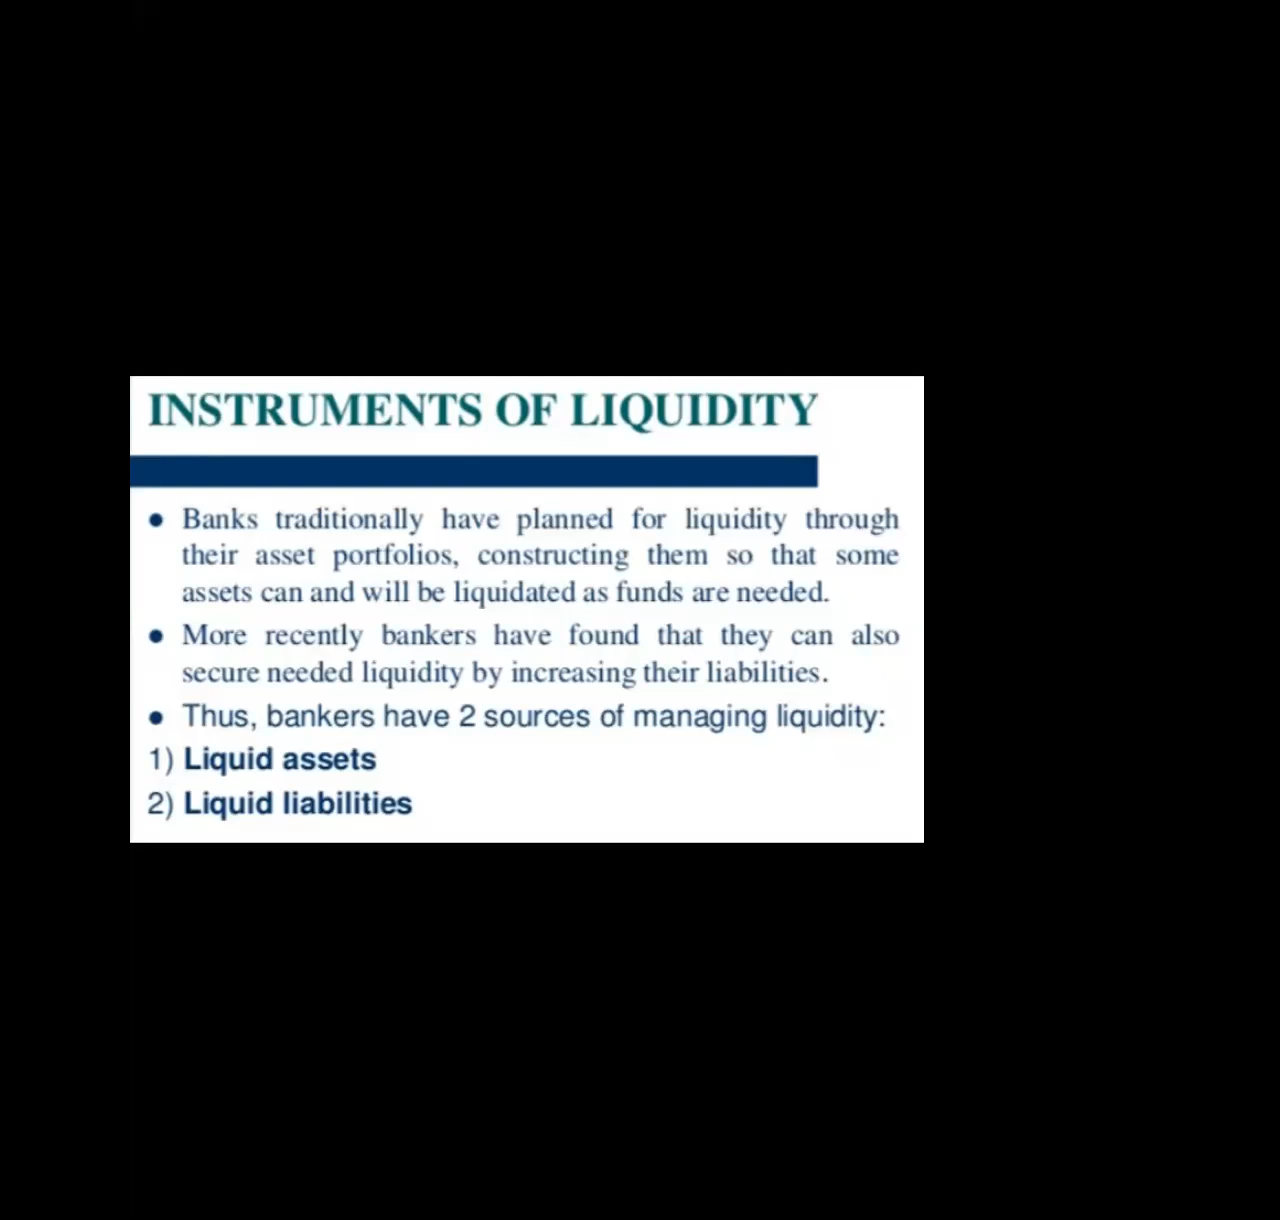 INSTRUMENTS OF LIQUIDITY
● Banks traditionally have planned for liquidity through
their asset portfolios, constructing them so that some
assets can and will be liquidated as funds are needed.
● More recently bankers have found that they can also
secure needed liquidity by increasing their liabilities.
● Thus, bankers have 2 sources of managing liquidity:
1) Liquid assets
2) Liquid liabilities